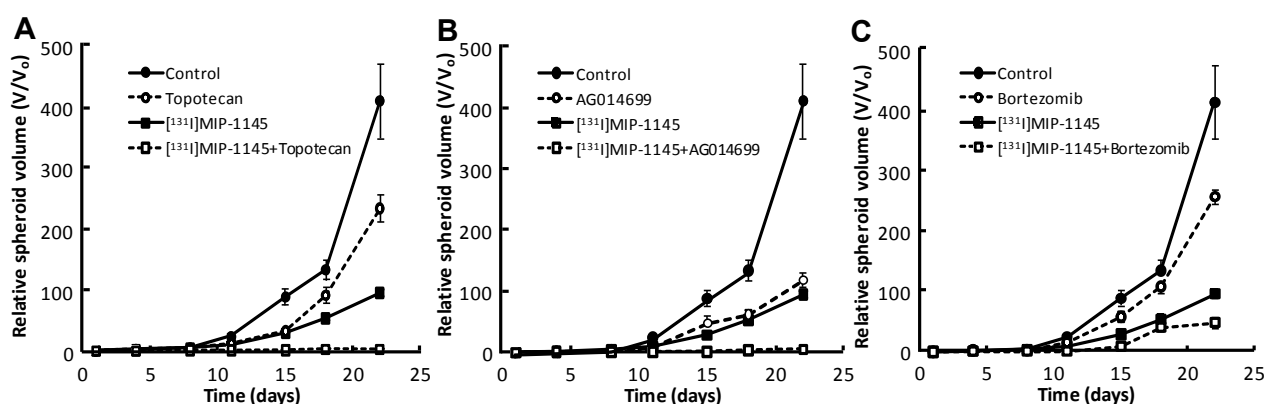 A
Relative spheroid volume (V/Vo)
500
400
300
200
100
0
Control
Topotecan
[¹³¹I]MIP-1145
[¹³¹I]MIP-1145+Topotecan
0 5 10 15 20 25
Time (days)
B
Relative spheroid volume (V/Vo)
500
400
300
200
100
0
Control
AG014699
[¹³¹I]MIP-1145
[¹³¹I]MIP-1145+AG014699
0 5 10 15 20 25
Time (days)
C
Relative spheroid volume (V/Vo)
500
400
300
200
100
0
Control
Bortezomib
[¹³¹I]MIP-1145
[¹³¹I]MIP-1145+Bortezomib
0 5 10 15 20 25
Time (days)